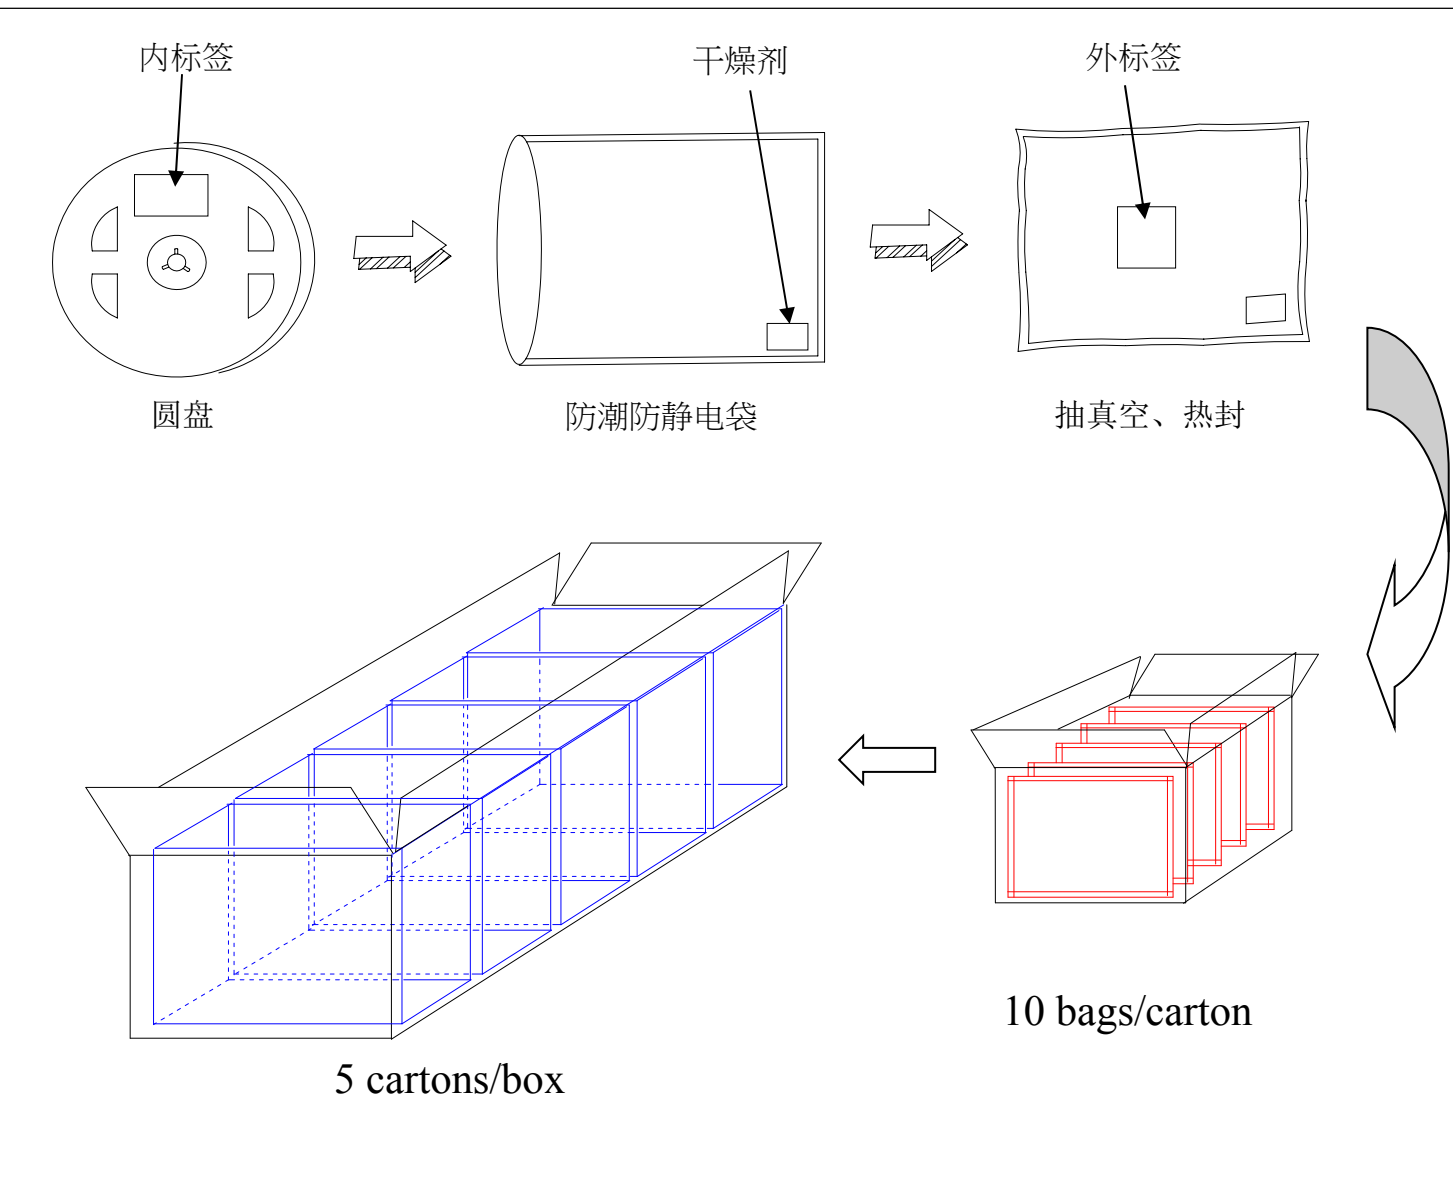 内标签
干燥剂
外标签
圆盘
防潮防静电袋
抽真空、热封
10 bags/carton
5 cartons/box